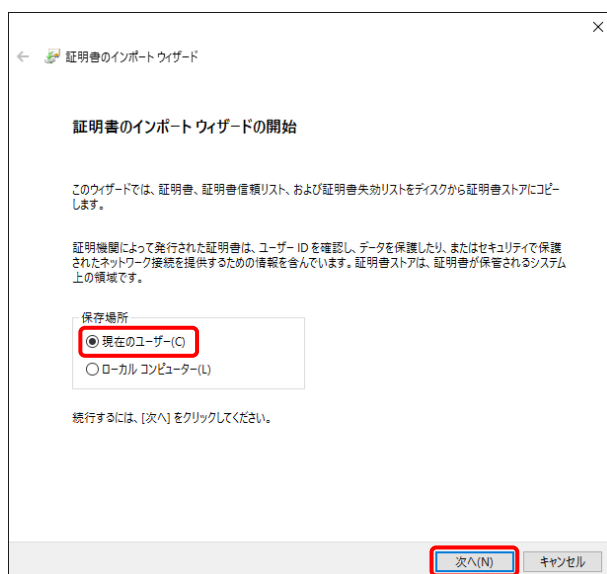 証明書のインポート ウィザード
証明書のインポート ウィザードの開始
このウィザードでは、証明書、証明書信頼リスト、および証明書失効リストをディスクから証明書ストアにコピー
します。
証明機関によって発行された証明書は、ユーザー ID を確認し、データを保護したり、またはセキュリティで保護
されたネットワーク接続を提供するための情報を含んでいます。証明書ストアは、証明書が保管されるシステム
上の領域です。
保存場所
現在のユーザー(C)
ローカル コンピューター(L)
続行するには、[次へ] をクリックしてください。
次へ(N) キャンセル